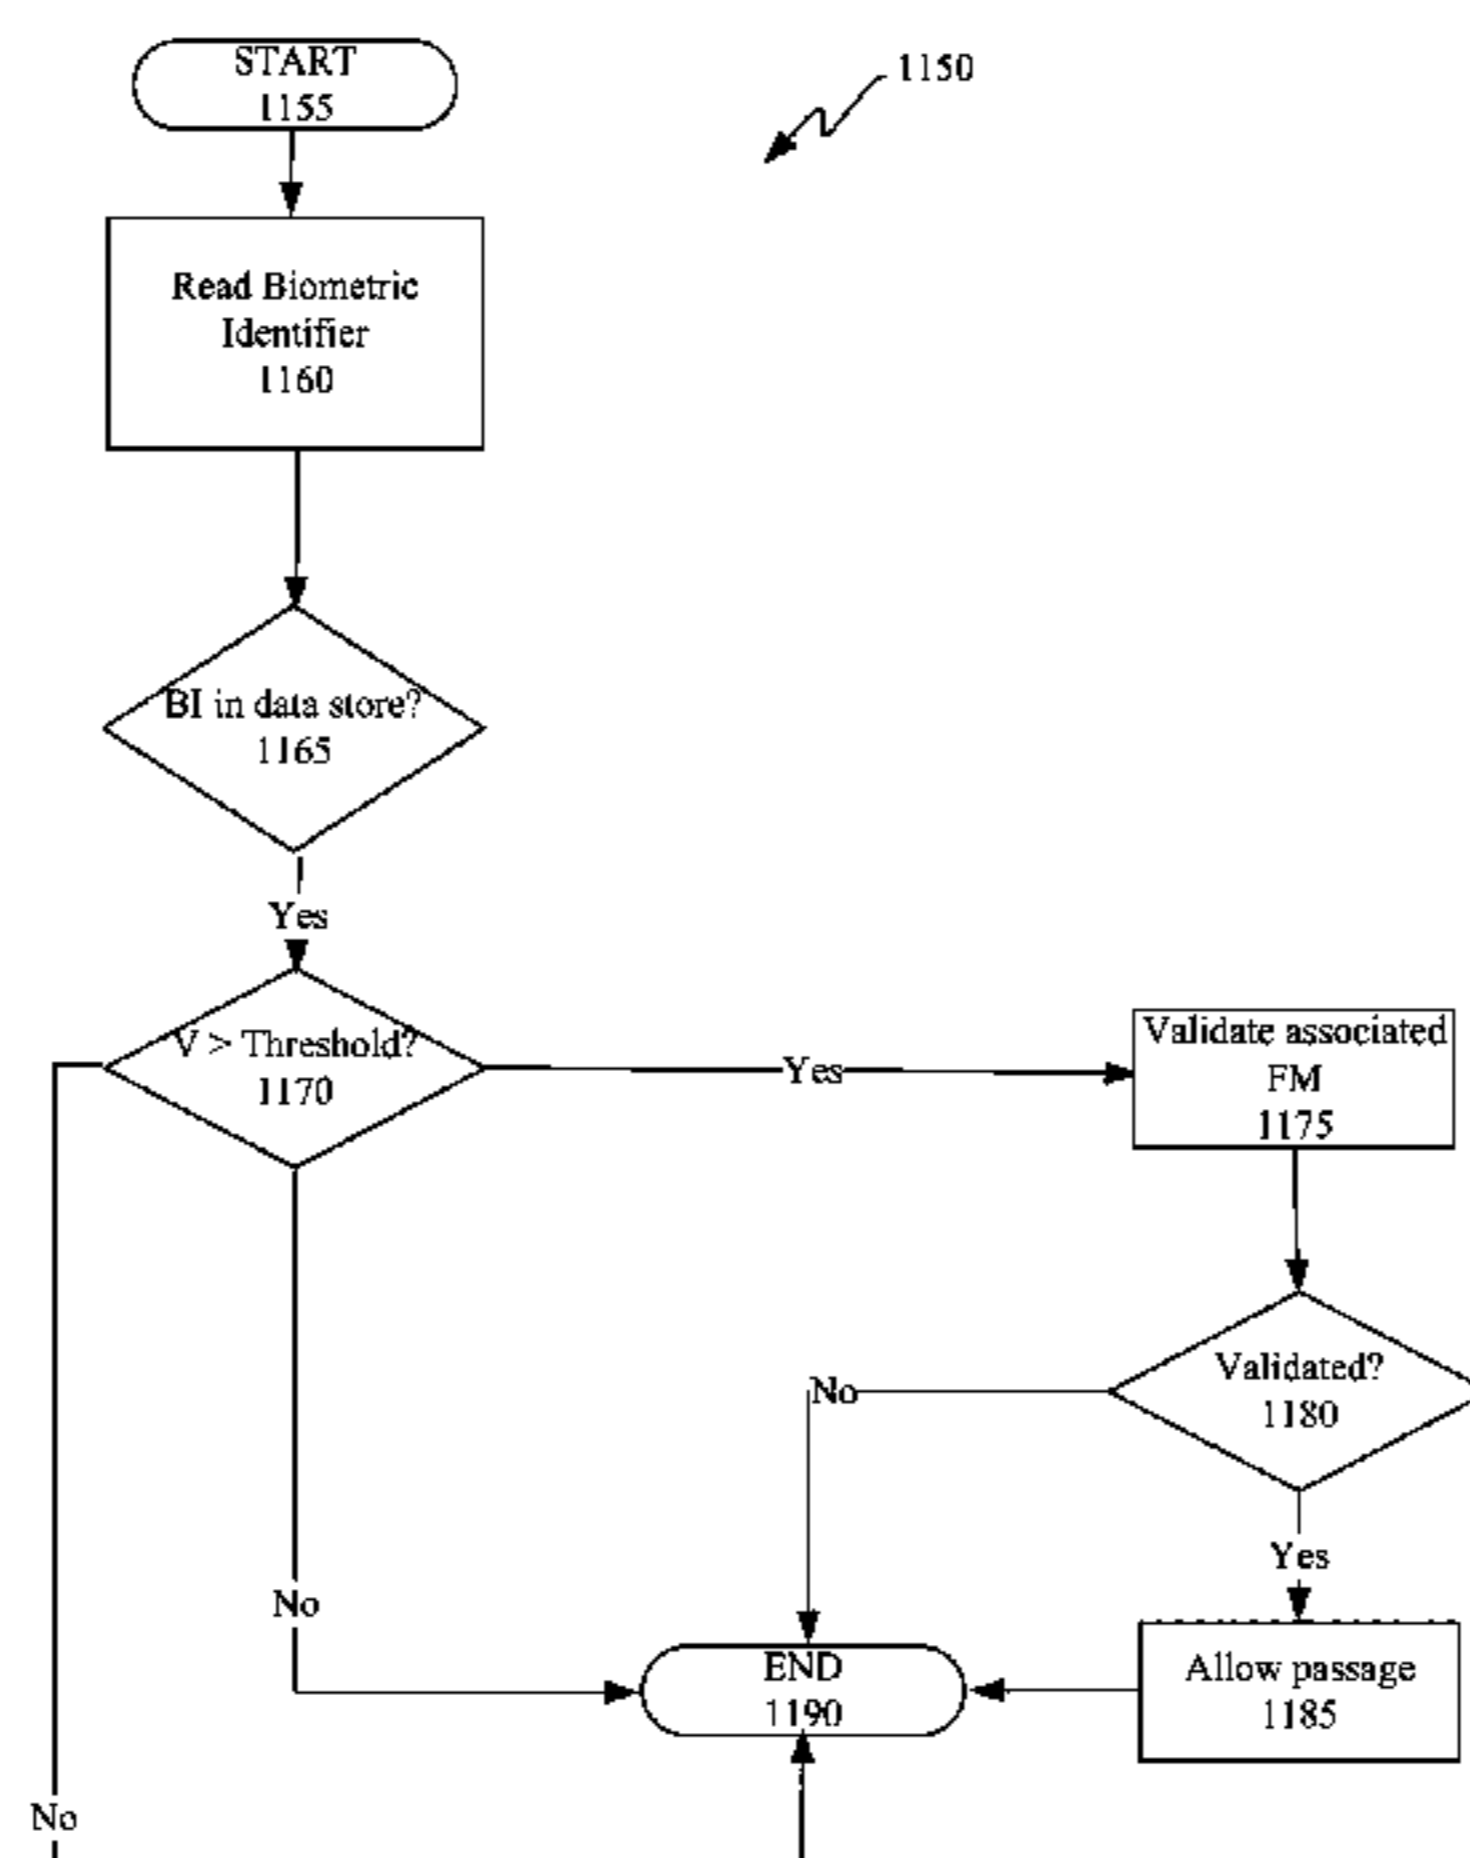 START
1155
1150
Read Biometric
Identifier
1160
BI in data store?
1165
Yes
V > Threshold?
1170
Yes
Validate associated
FM
1175
Validated?
1180
No
Yes
No
END
1190
Allow passage
1185
No